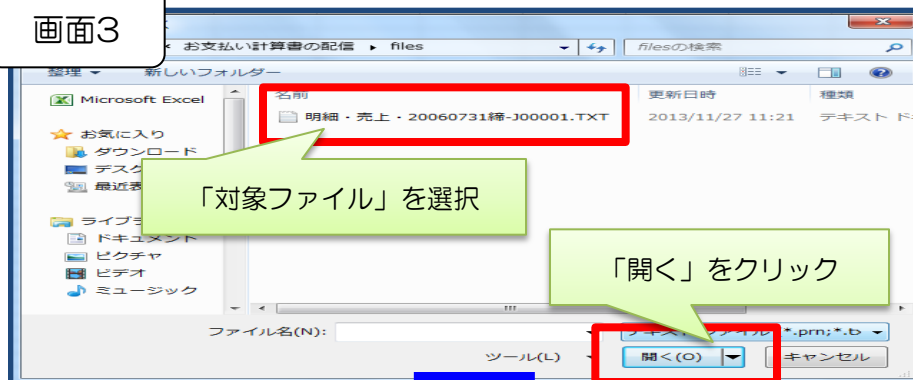 画面3
お支払い計算書の配信 ▸ files
filesの検索
整理 ▼ 新しいフォルダー
Microsoft Excel
名前
更新日時
種類
明細・売上・20060731締-J00001.TXT
2013/11/27 11:21
テキスト
お気に入り
ダウンロード
デスク
最近表
「対象ファイル」を選択
ライブ
ドキュメント
ピクチャ
ビデオ
ミュージック
「開く」をクリック
ファイル名(N):
*.prn;*.b
ツール(L)
開く(O)
キャンセル